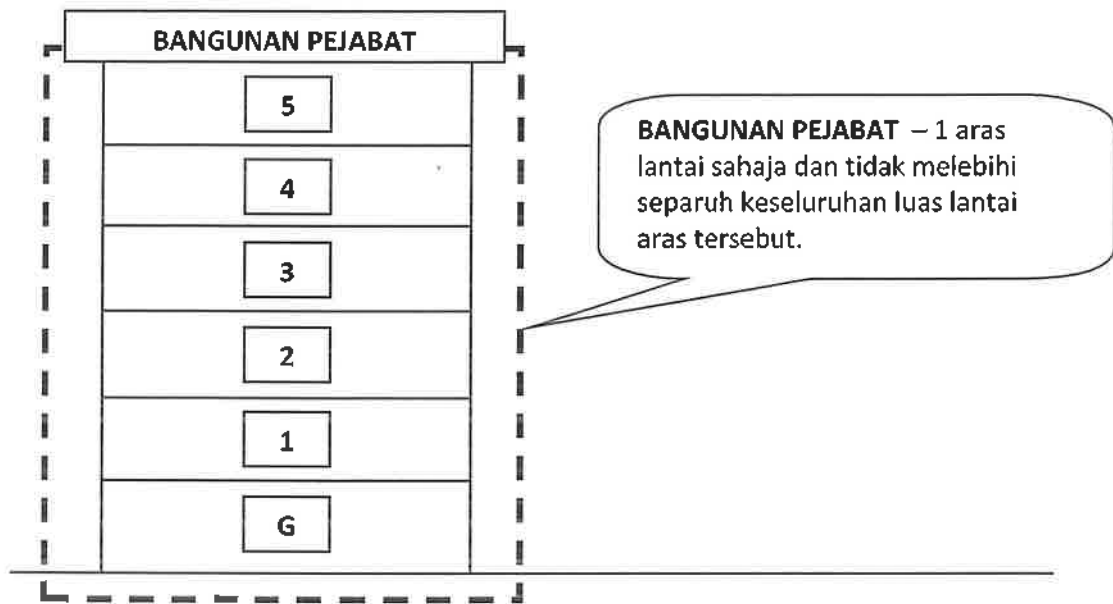 BANGUNAN PEJABAT
5
4
3
2
1
G
BANGUNAN PEJABAT – 1 aras
lantai sahaja dan tidak melebihi
separuh keseluruhan luas lantai
aras tersebut.